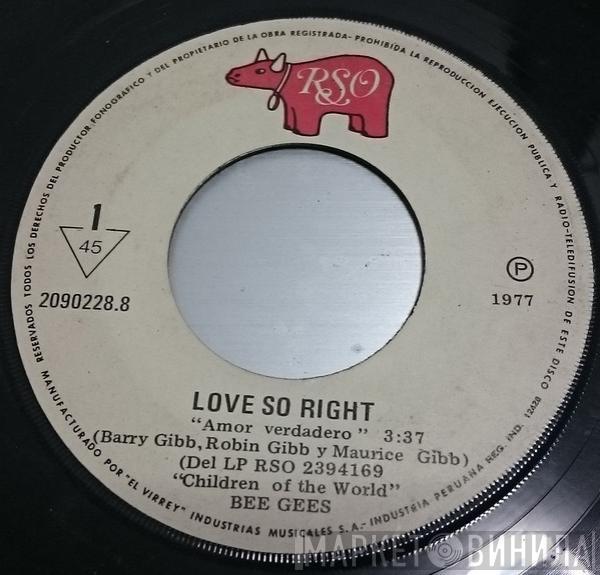 RESERVADOS TODOS LOS DERECHOS DEL PRODUCTOR FONOGRAFICO Y DEL PROPIETARIO DE LA OBRA REGISTRADA-PROHIBIDA LA REPRODUCCION EJECUCION PUBLICA Y RADIO-TELEDIFUSION DE ESTE DISCO
RSO
1
45
2090228.8
P
1977
LOVE SO RIGHT
"Amor verdadero" 3:37
(Barry Gibb, Robin Gibb y Maurice Gibb)
(Del LP RSO 2394169
"Children of the World"
BEE GEES
MANUFACTURADO POR "EL VIRREY" INDUSTRIAS MUSICALES S.A.-INDUSTRIA PERUANA REG. IND. 12628
МАРКЕТ ВИНИЛА